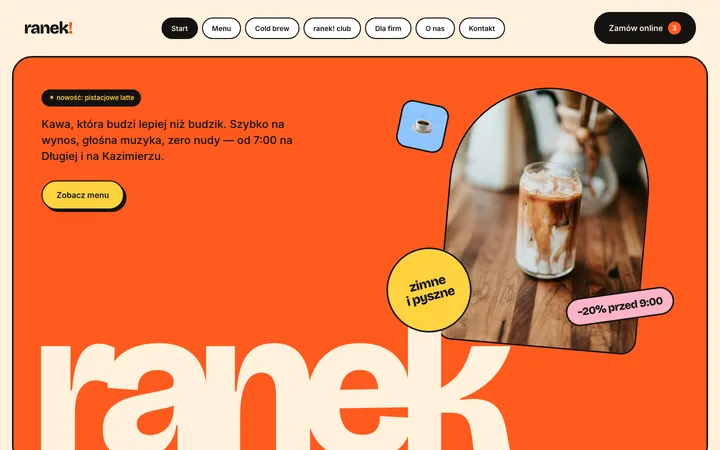 ranek!
Start
Menu
Cold brew
ranek! club
Dla firm
O nas
Kontakt
Zamów online 3
nowość: pistacjowe latte
Kawa, która budzi lepiej niż budzik. Szybko na
wynos, głośna muzyka, zero nudy — od 7:00 na
Długiej i na Kazimierzu.
Zobacz menu
zimne
i pyszne
-20% przed 9:00
ranek